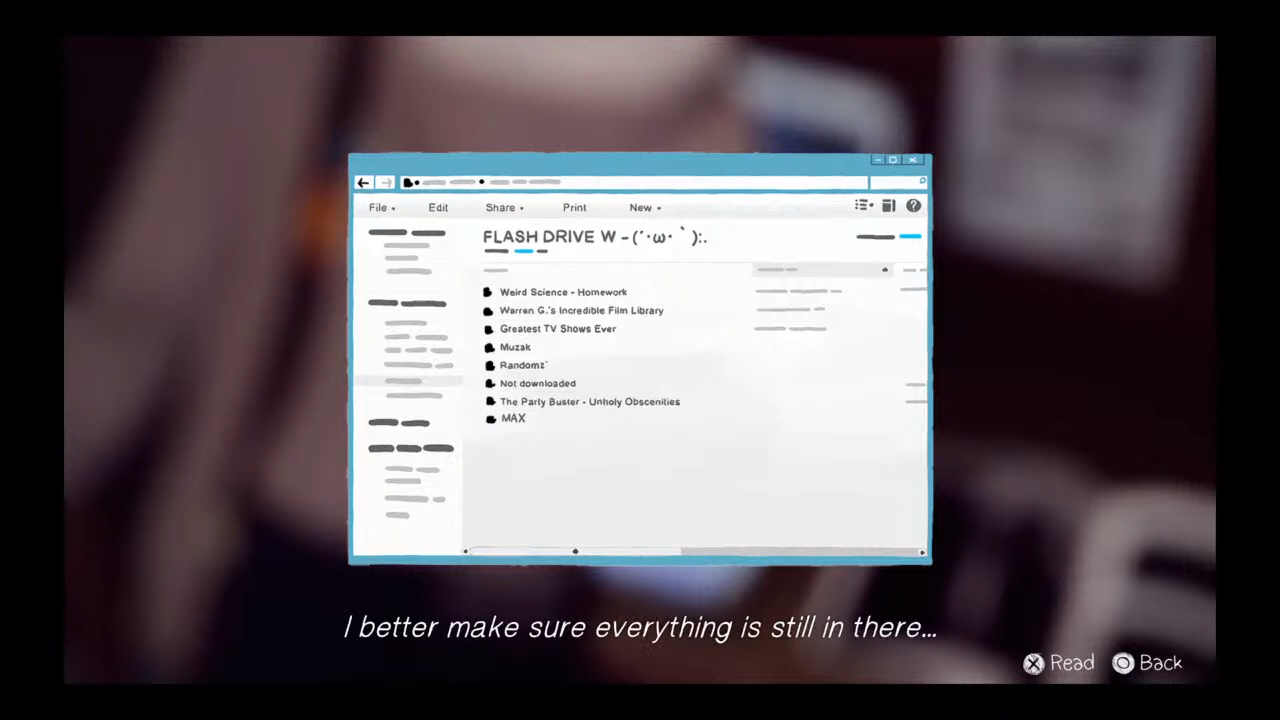 File Edit Share Print New
FLASH DRIVE W -(´･ω･｀):.
Weird Science - Homework
Warren G.'s Incredible Film Library
Greatest TV Shows Ever
Muzak
Randomz'
Not downloaded
The Party Buster - Unholy Obscenities
MAX
I better make sure everything is still in there...
Read Back